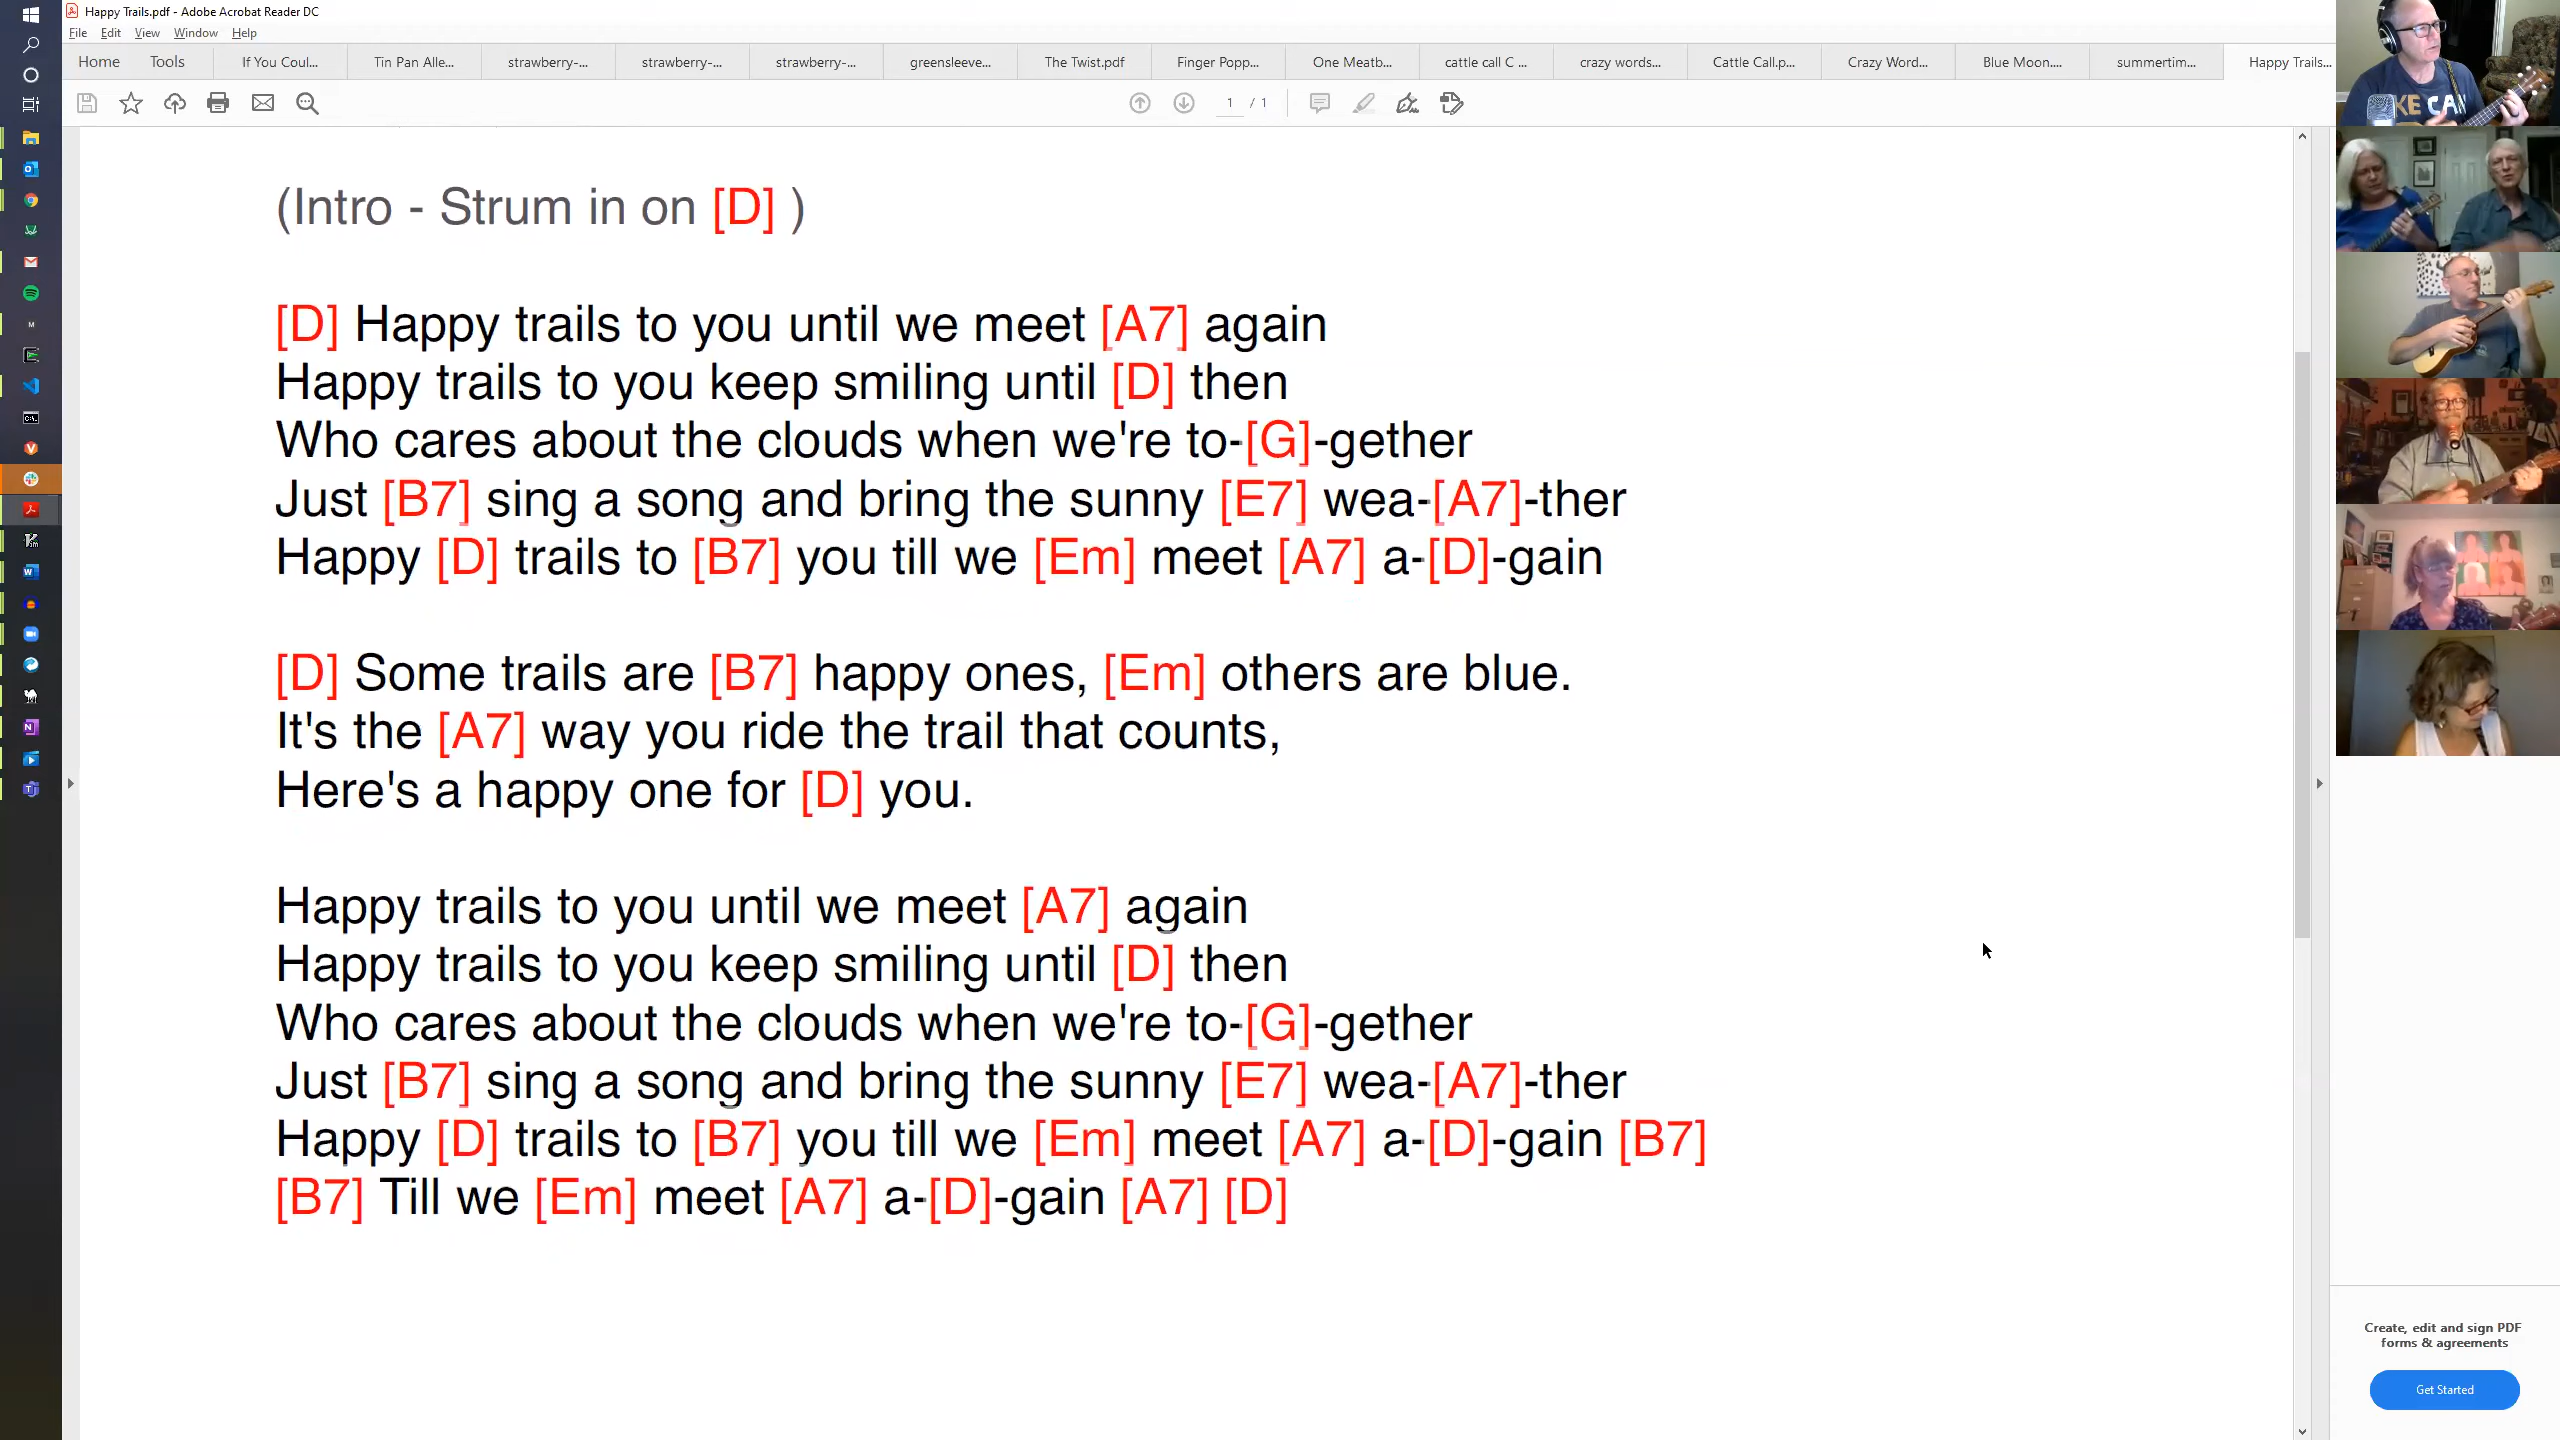 Happy Trails.pdf - Adobe Acrobat Reader DC
File Edit View Window Help
Home Tools If You Coul... Tin Pan Alle... strawberry-... strawberry-... strawberry-... greensleeve... The Twist.pdf Finger Popp... One Meatb... cattle call C ... crazy words... Cattle Call.p... Crazy Word... Blue Moon.... summertim... Happy Trails...
1 / 1
(Intro - Strum in on [D] )
[D] Happy trails to you until we meet [A7] again
Happy trails to you keep smiling until [D] then
Who cares about the clouds when we're to-[G]-gether
Just [B7] sing a song and bring the sunny [E7] wea-[A7]-ther
Happy [D] trails to [B7] you till we [Em] meet [A7] a-[D]-gain
[D] Some trails are [B7] happy ones, [Em] others are blue.
It's the [A7] way you ride the trail that counts,
Here's a happy one for [D] you.
Happy trails to you until we meet [A7] again
Happy trails to you keep smiling until [D] then
Who cares about the clouds when we're to-[G]-gether
Just [B7] sing a song and bring the sunny [E7] wea-[A7]-ther
Happy [D] trails to [B7] you till we [Em] meet [A7] a-[D]-gain [B7]
[B7] Till we [Em] meet [A7] a-[D]-gain [A7] [D]
KE CAN
Create, edit and sign PDF
forms & agreements
Get Started